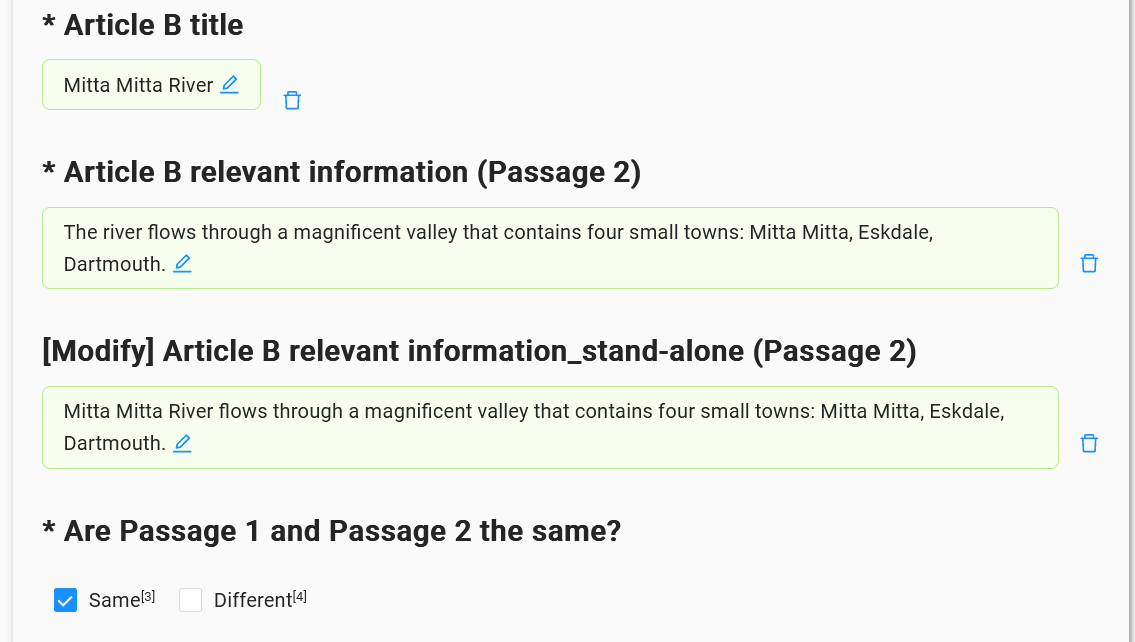 * Article B title
Mitta Mitta River
* Article B relevant information (Passage 2)
The river flows through a magnificent valley that contains four small towns: Mitta Mitta, Eskdale,
Dartmouth.
[Modify] Article B relevant information_stand-alone (Passage 2)
Mitta Mitta River flows through a magnificent valley that contains four small towns: Mitta Mitta, Eskdale,
Dartmouth.
* Are Passage 1 and Passage 2 the same?
Same[3] Different[4]